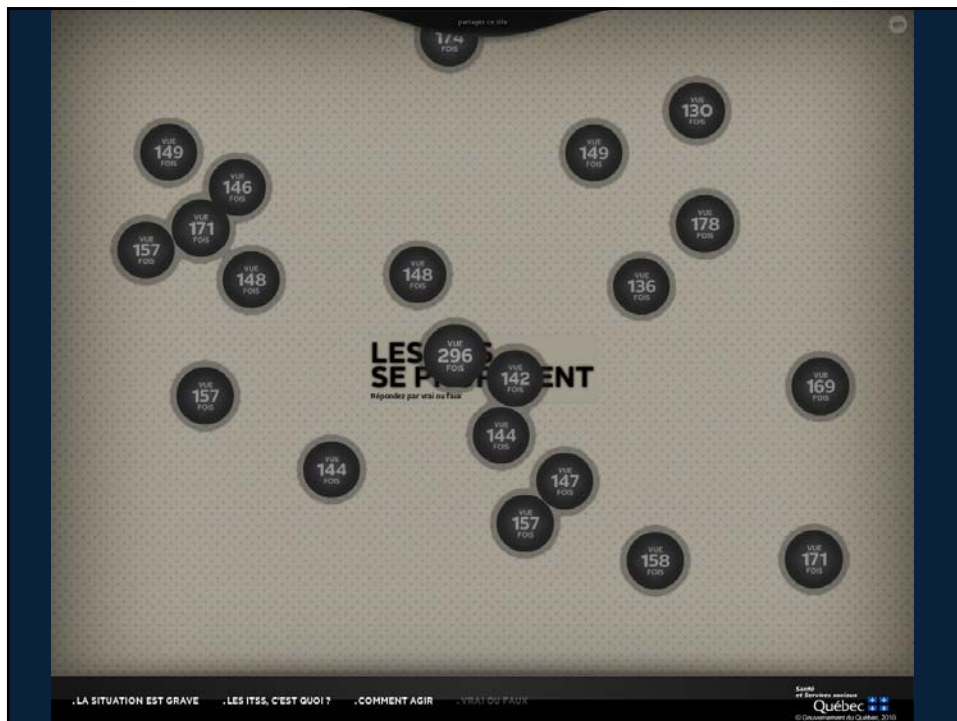 partagez ce site
en
174
FOIS
VUE
130
FOIS
VUE
149
FOIS
VUE
149
FOIS
VUE
146
FOIS
VUE
171
FOIS
VUE
178
FOIS
VUE
157
FOIS
VUE
148
FOIS
VUE
148
FOIS
VUE
136
FOIS
LES
VUE
296
FOIS
SE
VUE
142
FOIS
Répondez par vrai ou faux
VUE
157
FOIS
VUE
169
FOIS
VUE
144
FOIS
VUE
144
FOIS
VUE
147
FOIS
VUE
157
FOIS
VUE
158
FOIS
VUE
171
FOIS
.LA SITUATION EST GRAVE .LES ITSS, C'EST QUOI ? .COMMENT AGIR .VRAI OU FAUX
Santé
et Services sociaux
Québec
© Gouvernement du Québec, 2010